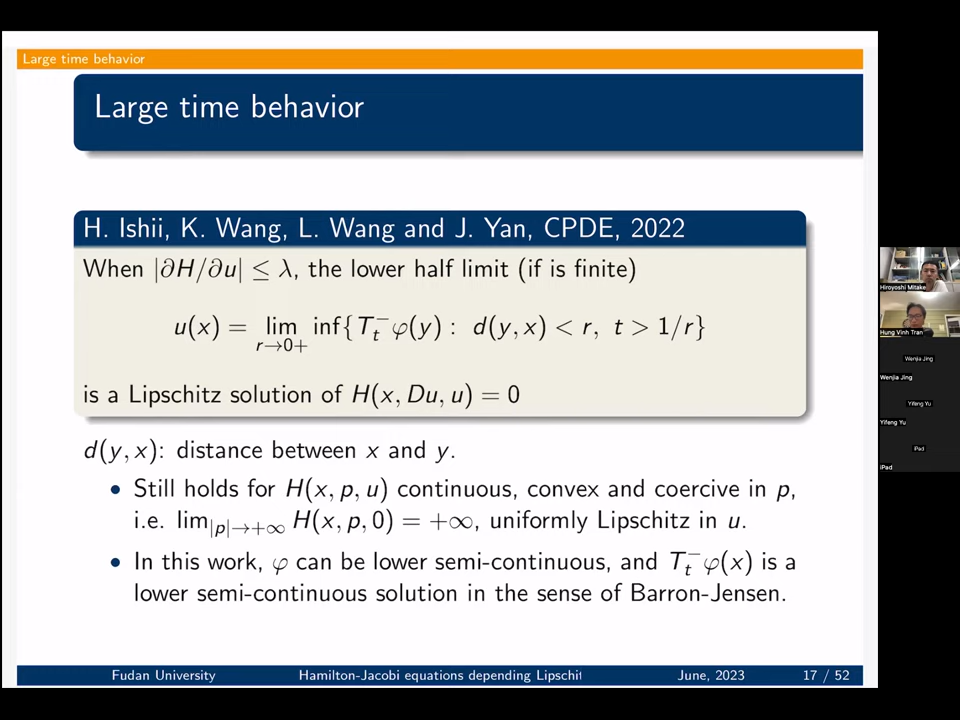 Large time behavior
Large time behavior
H. Ishii, K. Wang, L. Wang and J. Yan, CPDE, 2022
When |∂H/∂u| ≤ λ, the lower half limit (if is finite)
u(x) = lim_{r→0+} inf{T_t^− φ(y) : d(y, x) < r, t > 1/r}
is a Lipschitz solution of H(x, Du, u) = 0
d(y, x): distance between x and y.
• Still holds for H(x, p, u) continuous, convex and coercive in p,
i.e. lim_{|p|→+∞} H(x, p, 0) = +∞, uniformly Lipschitz in u.
• In this work, φ can be lower semi-continuous, and T_t^− φ(x) is a
lower semi-continuous solution in the sense of Barron-Jensen.
Fudan University Hamilton-Jacobi equations depending Lipschit June, 2023 17 / 52
Hiroyoshi Mitake
Hung Vinh Tran
Wenjia Jing
Wenjia Jing
Yifeng Yu
Yifeng Yu
iPad
iPad